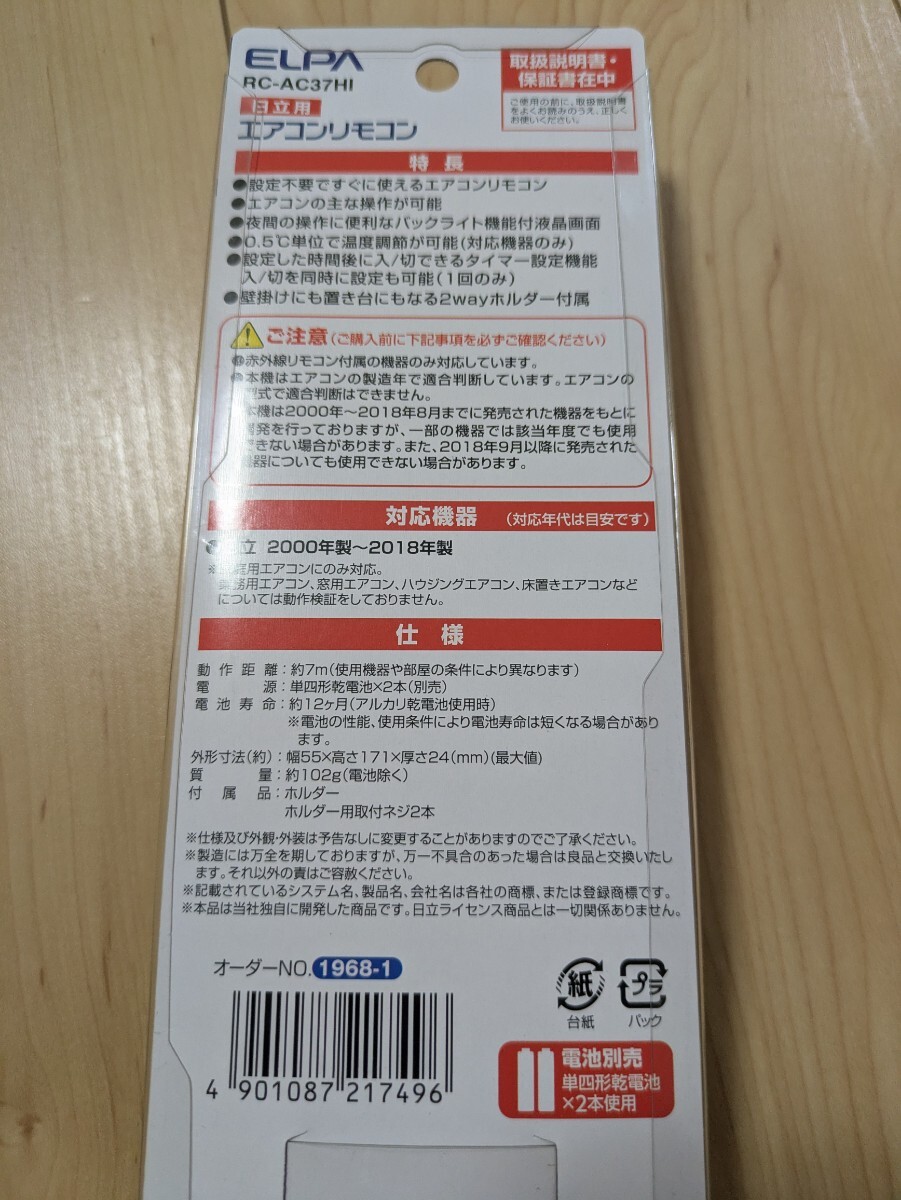 ELPA
RC-AC37HI
日立用
エアコンリモコン
取扱説明書・
保証書在中
ご使用の前に、取扱説明書
をよくお読みのうえ、正しく
お使いください。
特長
●設定不要ですぐに使えるエアコンリモコン
●エアコンの主な操作が可能
●夜間の操作に便利なバックライト機能付液晶画面
●0.5℃単位で温度調節が可能(対応機器のみ)
●設定した時間後に入/切できるタイマー設定機能
入/切を同時に設定も可能(1回のみ)
●壁掛けにも置き台にもなる2wayホルダー付属
ご注意(ご購入前に下記事項を必ずご確認ください)
●赤外線リモコン付属の機器のみ対応しています。
●本機はエアコンの製造年で適合判断しています。エアコンの
型式で適合判断はできません。
本機は2000年〜2018年8月までに発売された機器をもとに
開発を行っておりますが、一部の機器では該当年度でも使用
できない場合があります。また、2018年9月以降に発売された
機器についても使用できない場合があります。
対応機器 (対応年代は目安です)
立 2000年製〜2018年製
※家庭用エアコンにのみ対応。
業務用エアコン、窓用エアコン、ハウジングエアコン、床置きエアコンなど
については動作検証をしておりません。
仕様
動作距離:約7m(使用機器や部屋の条件により異なります)
電源:単四形乾電池×2本(別売)
電池寿命:約12ヶ月(アルカリ乾電池使用時)
※電池の性能、使用条件により電池寿命は短くなる場合があり
ます。
外形寸法(約):幅55×高さ171×厚さ24(mm)(最大値)
質量:約102g(電池除く)
付属品:ホルダー
ホルダー用取付ネジ2本
※仕様及び外観・外装は予告なしに変更することがありますのでご了承ください。
※製造には万全を期しておりますが、万一不具合のあった場合は良品と交換いたし
ます。それ以外の責はご容赦ください。
※記載されているシステム名、製品名、会社名は各社の商標、または登録商標です。
※本品は当社独自に開発した商品です。日立ライセンス商品とは一切関係ありません。
オーダーNO.1968-1
紙
台紙
プラ
パック
4 901087 217496
電池別売
単四形乾電池
×2本使用